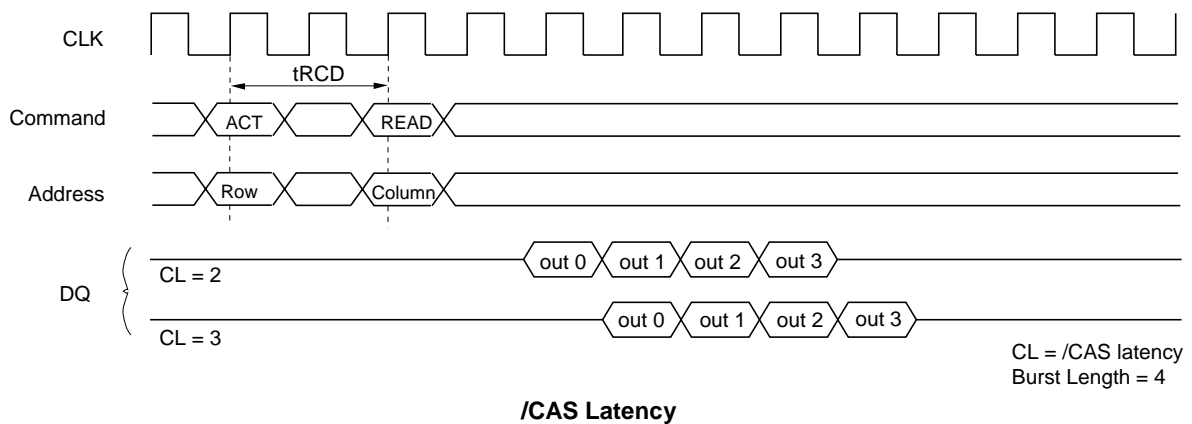 CLK
tRCD
Command
ACT
READ
Address
Row
Column
DQ
CL = 2
out 0
out 1
out 2
out 3
CL = 3
out 0
out 1
out 2
out 3
CL = /CAS latency
Burst Length = 4
/CAS Latency